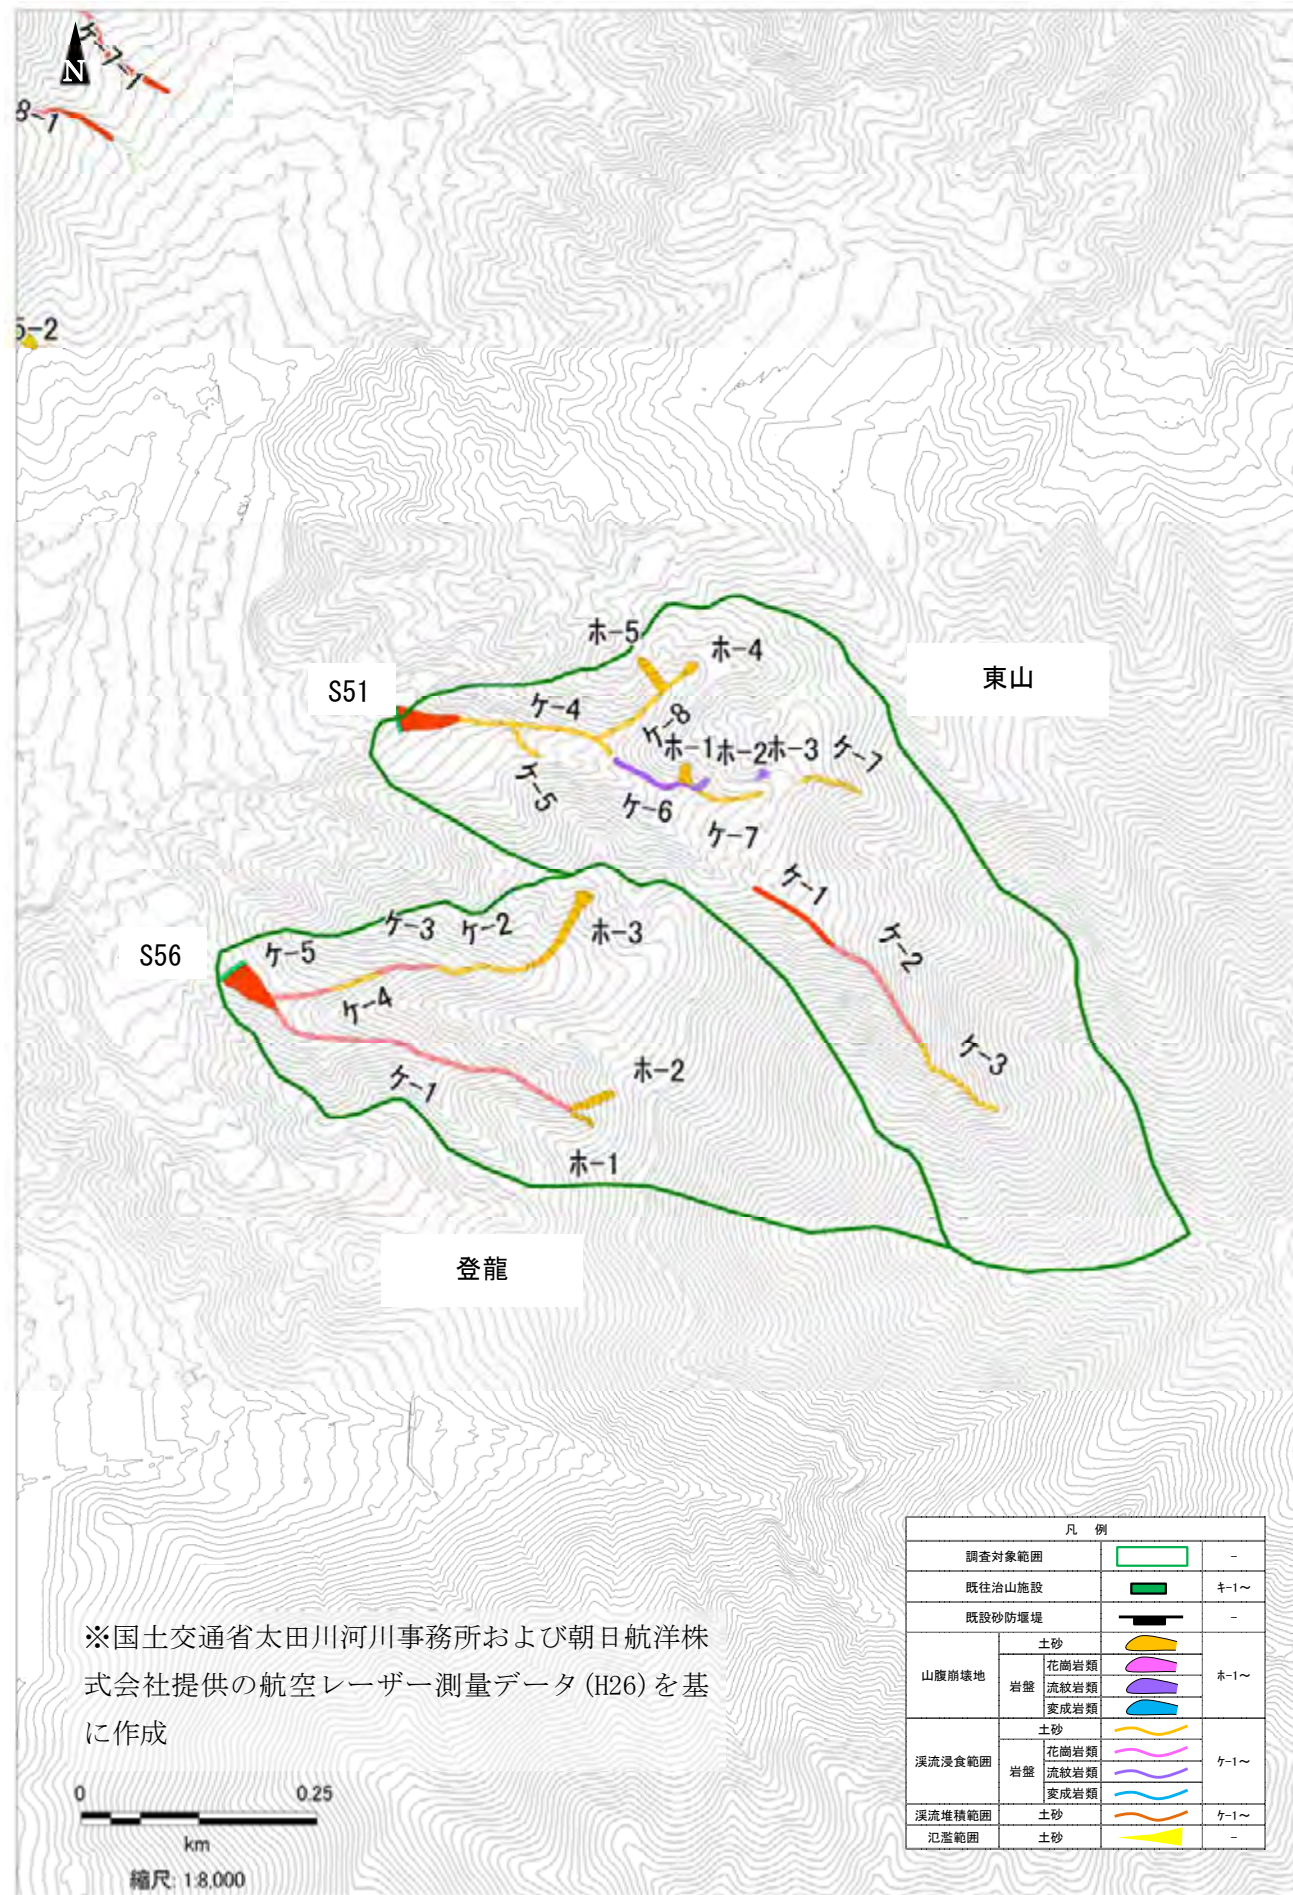 ケ-7-1
N
8-1
5-2
ホ-5
ホ-4
東山
S51
ケ-4
ケ-8
ホ-1
ホ-2
ホ-3
ケ-7
ケ-5
ケ-6
ケ-7
ケ-1
ケ-3
ケ-2
ホ-3
ケ-2
S56
ケ-5
ケ-4
ケ-3
ホ-2
ケ-1
ホ-1
登龍
凡 例
調査対象範囲 -
既往治山施設 キ-1～
既設砂防堰堤 -
山腹崩壊地 土砂 ホ-1～
岩盤 花崗岩類
流紋岩類
変成岩類
渓流浸食範囲 土砂 ケ-1～
岩盤 花崗岩類
流紋岩類
変成岩類
渓流堆積範囲 土砂 ケ-1～
氾濫範囲 土砂 -
※国土交通省太田川河川事務所および朝日航洋株
式会社提供の航空レーザー測量データ(H26)を基
に作成
0 0.25
km
縮尺: 1:8,000